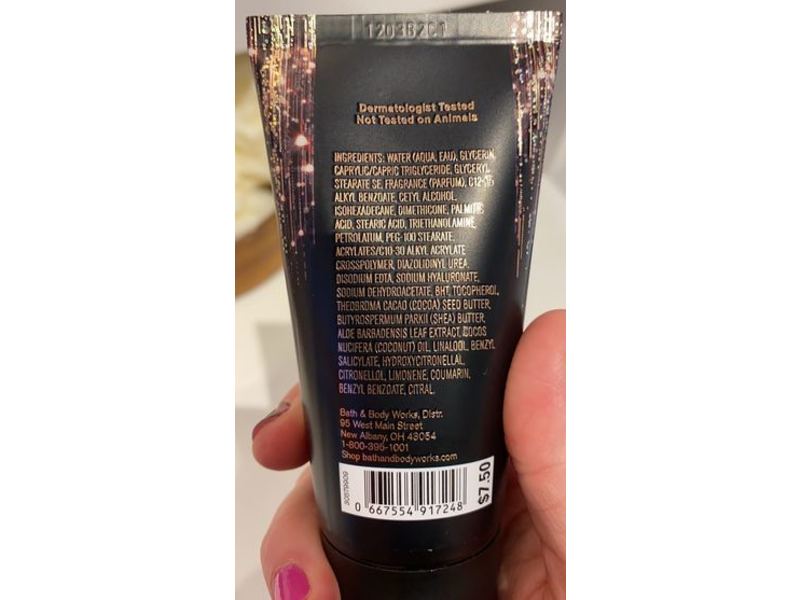 1203B2C1
Dermatologist Tested
Not Tested on Animals
INGREDIENTS: WATER (AQUA, EAU), GLYCERIN,
CAPRYLIC/CAPRIC TRIGLYCERIDE, GLYCERYL
STEARATE SE, FRAGRANCE (PARFUM), C12-15
ALKYL BENZOATE, CETYL ALCOHOL,
ISOHEXADECANE, DIMETHICONE, PALMITIC
ACID, STEARIC ACID, TRIETHANOLAMINE,
PETROLATUM, PEG-100 STEARATE,
ACRYLATES/C10-30 ALKYL ACRYLATE
CROSSPOLYMER, DIAZOLIDINYL UREA,
DISODIUM EDTA, SODIUM HYALURONATE,
SODIUM DEHYDROACETATE, BHT, TOCOPHEROL,
THEOBROMA CACAO (COCOA) SEED BUTTER,
BUTYROSPERMUM PARKII (SHEA) BUTTER,
ALOE BARBADENSIS LEAF EXTRACT, COCOS
NUCIFERA (COCONUT) OIL, LINALOOL, BENZYL
SALICYLATE, HYDROXYCITRONELLAL,
CITRONELLOL, LIMONENE, COUMARIN,
BENZYL BENZOATE, CITRAL.
Bath & Body Works, Distr.
95 West Main Street
New Albany, OH 43054
1-800-395-1001
Shop bathandbodyworks.com
$7.50
0 667554 917248